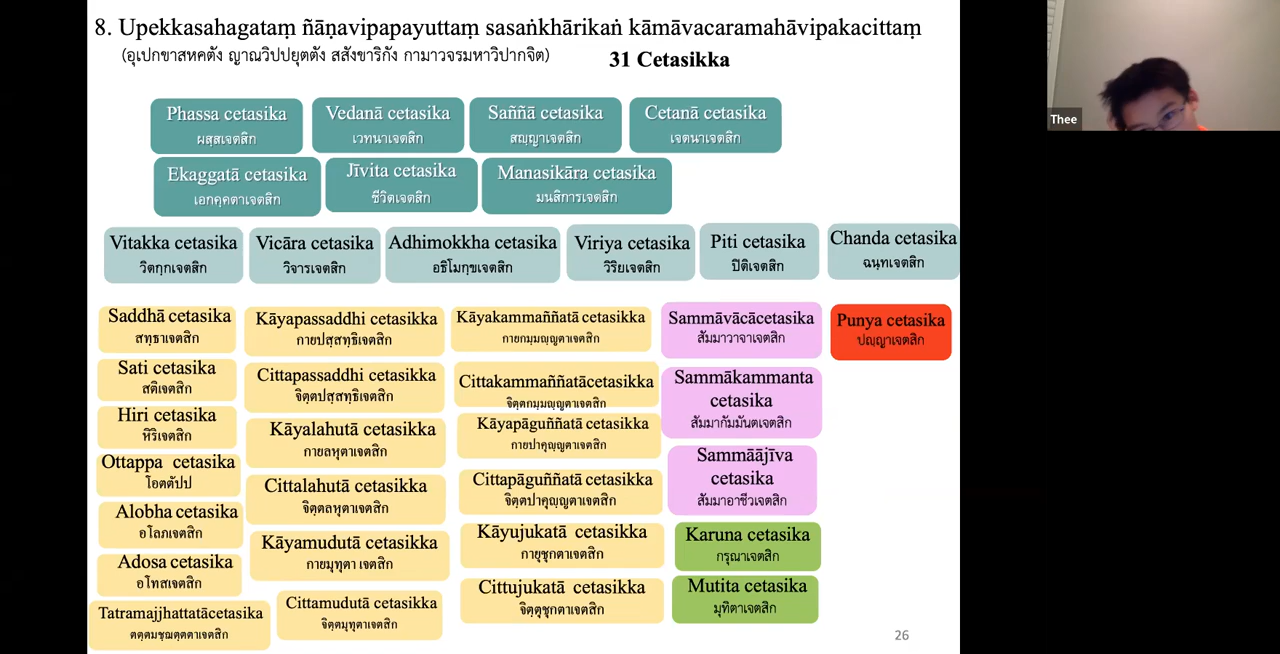 8. Upekkasahagataṃ ñāṇavipapayuttaṃ sasaṅkhārikaṅ kāmāvacaramahāvipakacittaṃ
(อุเปกขาสหคตัง ญาณวิปปยุตตัง สสังขาริกัง กามาวจรมหาวิปากจิต)
31 Cetasikka
Phassa cetasika
ผสฺสเจตสิก
Vedanā cetasika
เวทนาเจตสิก
Saññā cetasika
สญฺญาเจตสิก
Cetanā cetasika
เจตนาเจตสิก
Ekaggatā cetasika
เอกคฺคตาเจตสิก
Jīvita cetasika
ชีวิตเจตสิก
Manasikāra cetasika
มนสิการเจตสิก
Vitakka cetasika
วิตกฺกเจตสิก
Vicāra cetasika
วิจารเจตสิก
Adhimokkha cetasika
อธิโมกฺขเจตสิก
Viriya cetasika
วิริยเจตสิก
Piti cetasika
ปีติเจตสิก
Chanda cetasika
ฉนฺทเจตสิก
Saddhā cetasika
สทฺธาเจตสิก
Sati cetasika
สติเจตสิก
Hiri cetasika
หิริเจตสิก
Ottappa cetasika
โอตตัปป
Alobha cetasika
อโลภเจตสิก
Adosa cetasika
อโทสเจตสิก
Tatramajjhattatācetasika
ตตฺตมชฺฌตฺตตาเจตสิก
Kāyapassaddhi cetasikka
กายปสฺสทฺธิเจตสิก
Cittapassaddhi cetasikka
จิตฺตปสฺสทฺธิเจตสิก
Kāyalahutā cetasikka
กายลหุตาเจตสิก
Cittalahutā cetasikka
จิตฺตลหุตาเจตสิก
Kāyamudutā cetasikka
กายมุทุตา เจตสิก
Cittamudutā cetasikka
จิตฺตมุทุตาเจตสิก
Kāyakammaññatā cetasikka
กายกมฺมญฺญตาเจตสิก
Cittakammaññatācetasikka
จิตฺตกมฺมญฺญตาเจตสิก
Kāyapāguññatā cetasikka
กายปาคุญฺญตาเจตสิก
Cittapāguññatā cetasikka
จิตฺตปาคุญฺญตาเจตสิก
Kāyujukatā cetasikka
กายุชุกตาเจตสิก
Cittujukatā cetasikka
จิตฺตุชุกตาเจตสิก
Sammāvācācetasika
สัมมาวาจาเจตสิก
Sammākammanta
cetasika
สัมมากัมมันตเจตสิก
Sammāājīva
cetasika
สัมมาอาชีวเจตสิก
Karuna cetasika
กรุณาเจตสิก
Mutita cetasika
มุทิตาเจตสิก
Punya cetasika
ปญฺญาเจตสิก
26
Thee